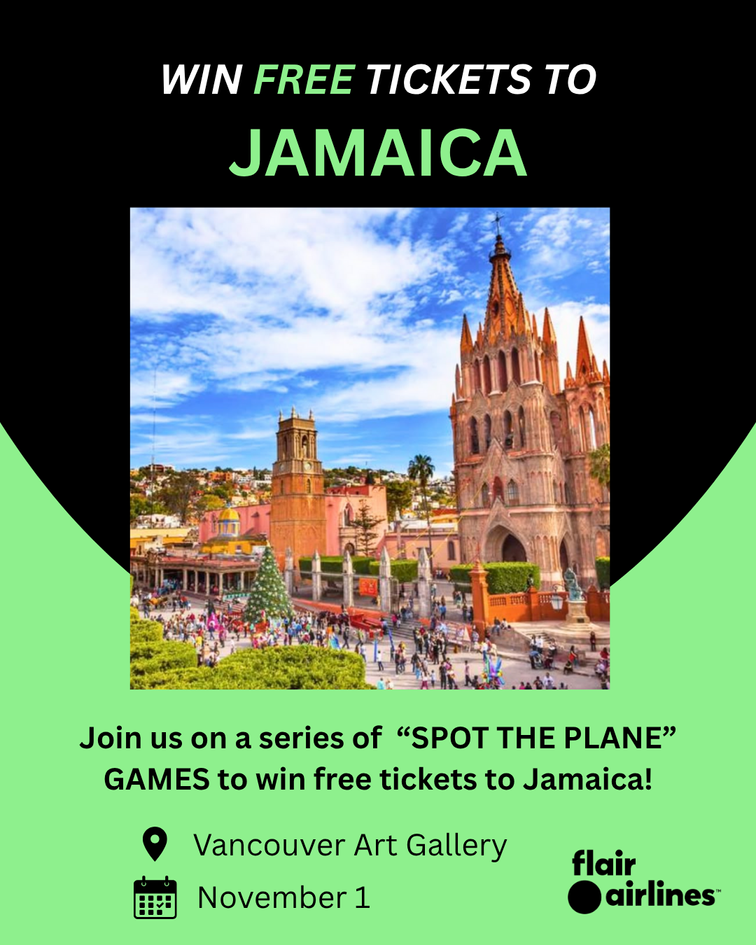 WIN FREE TICKETS TO
JAMAICA
Join us on a series of “SPOT THE PLANE”
GAMES to win free tickets to Jamaica!
Vancouver Art Gallery
November 1
flair
airlines™